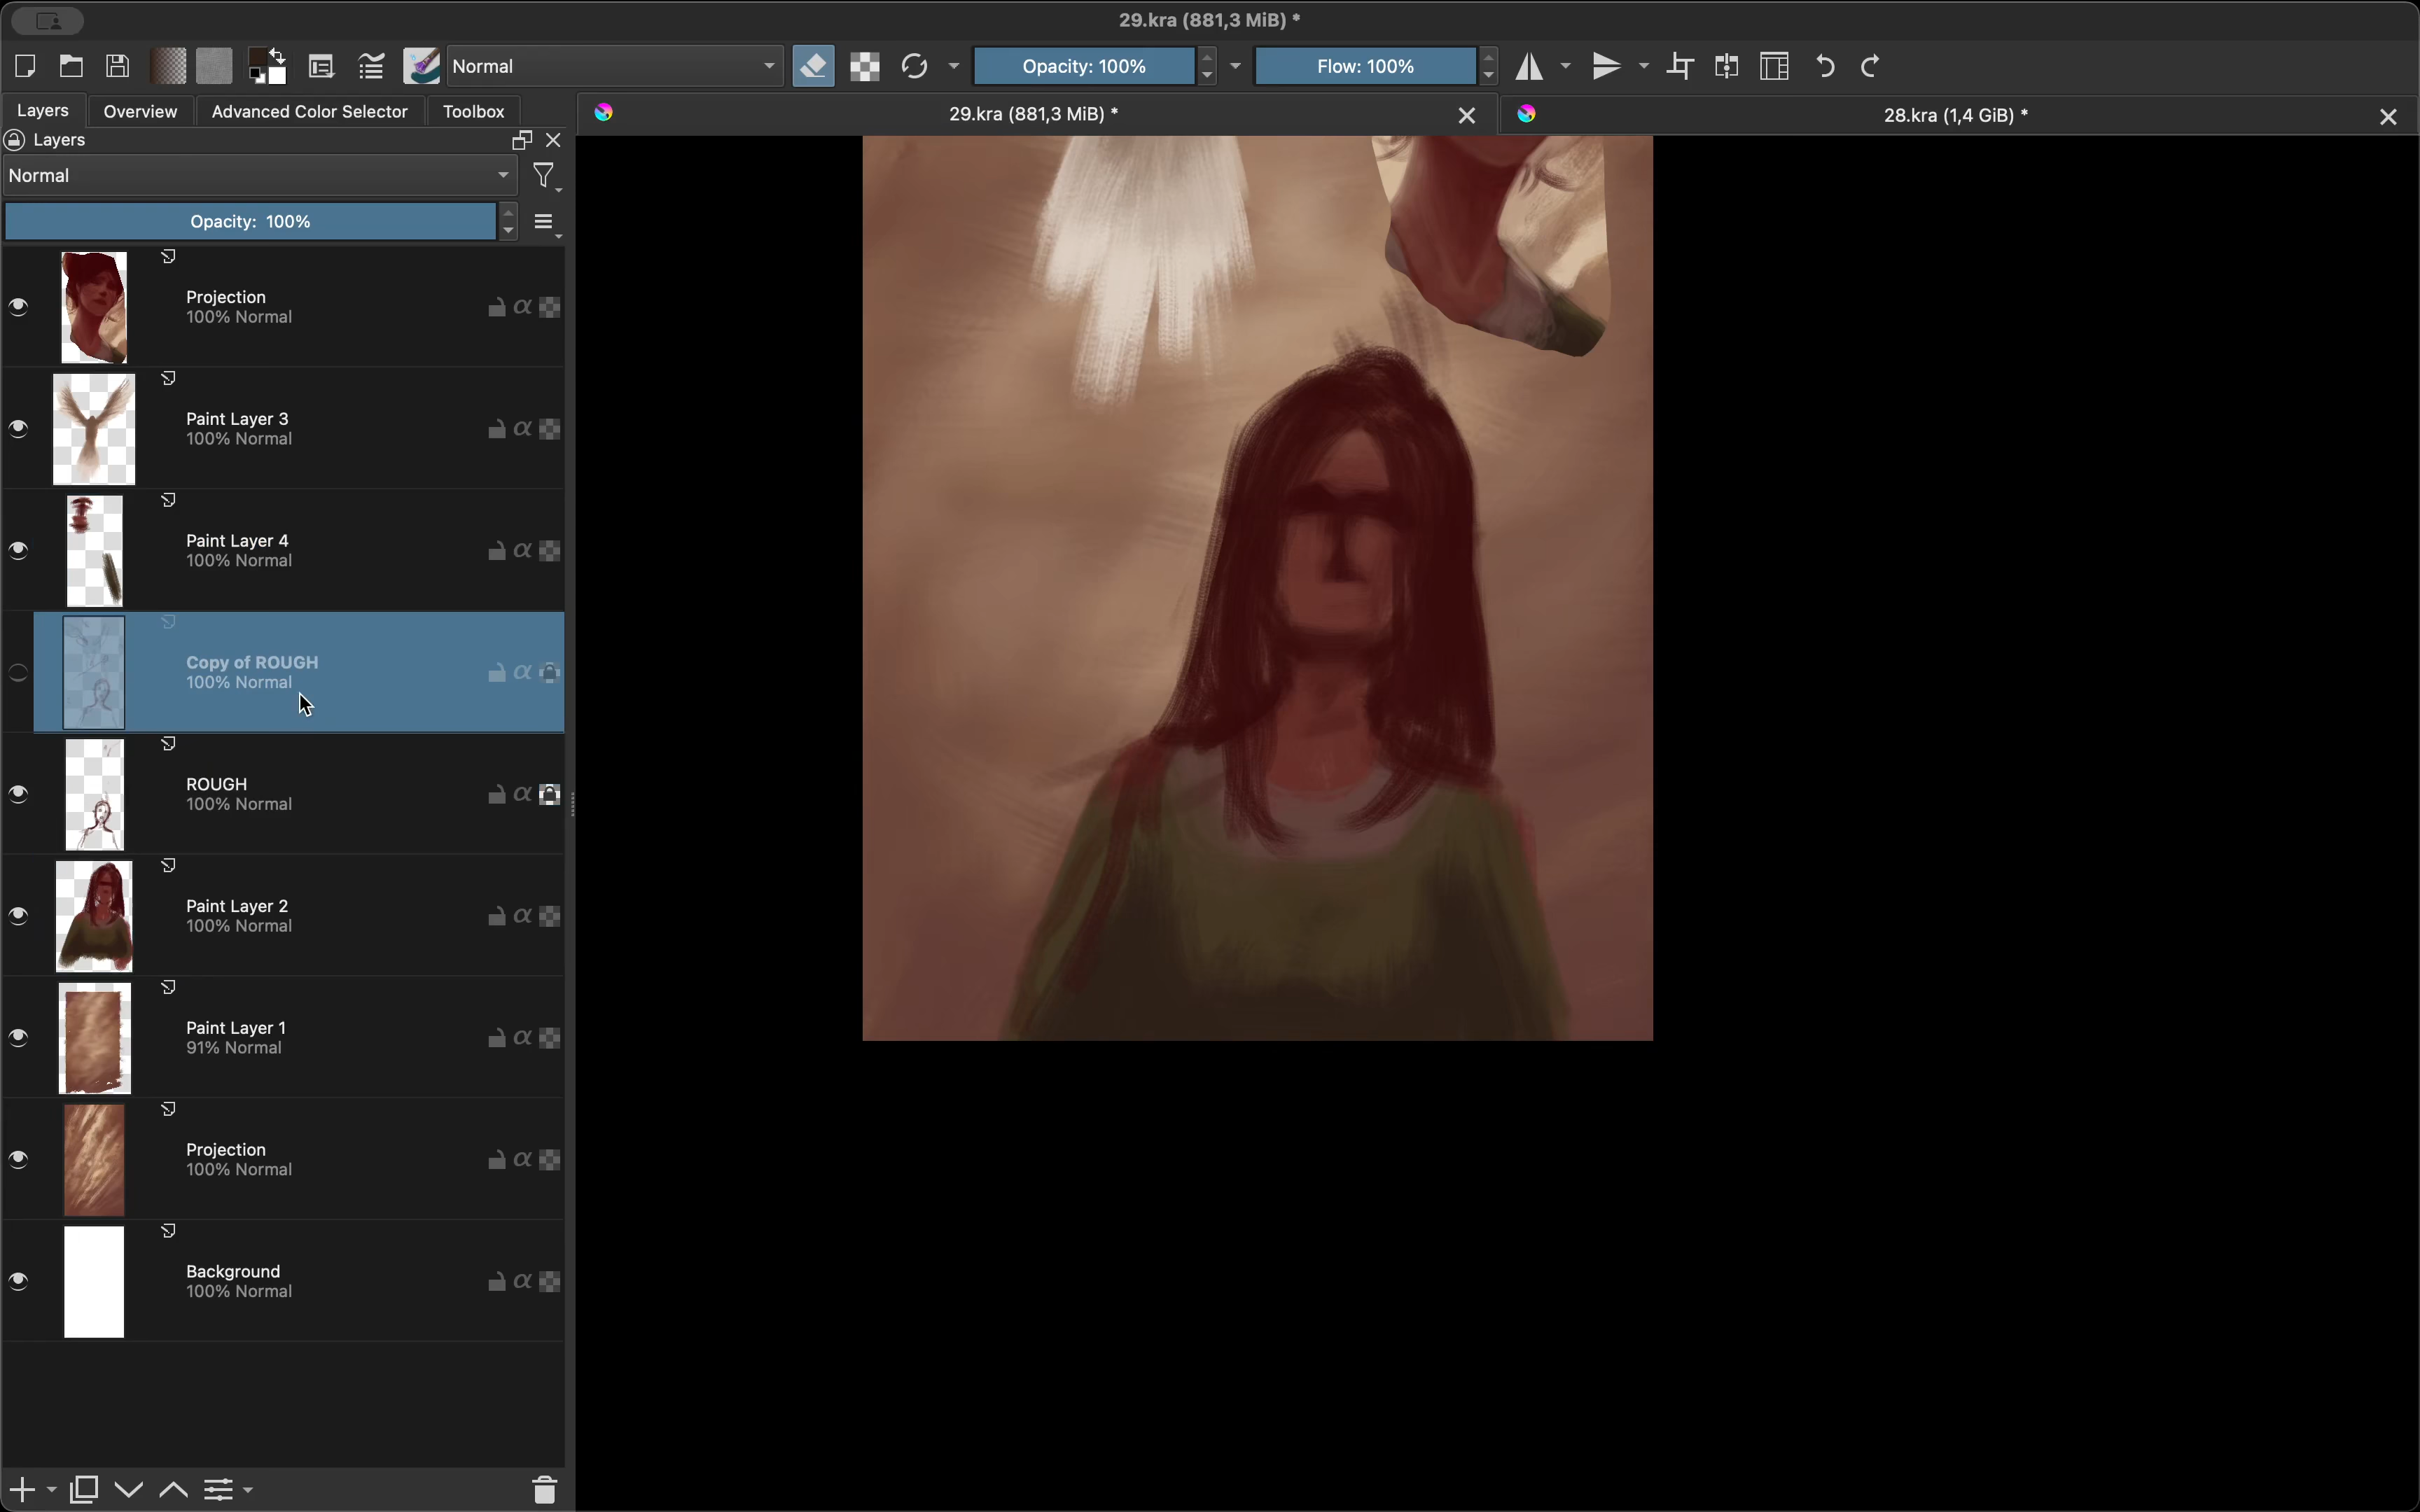 29.kra (881,3 MiB) *
Normal
Opacity: 100%
Flow: 100%
Layers
Overview
Advanced Color Selector
Toolbox
29.kra (881,3 MiB) *
28.kra (1,4 GiB) *
Layers
Normal
Opacity: 100%
Projection
100% Normal
Paint Layer 3
100% Normal
Paint Layer 4
100% Normal
Copy of ROUGH
100% Normal
ROUGH
100% Normal
Paint Layer 2
100% Normal
Paint Layer 1
91% Normal
Projection
100% Normal
Background
100% Normal